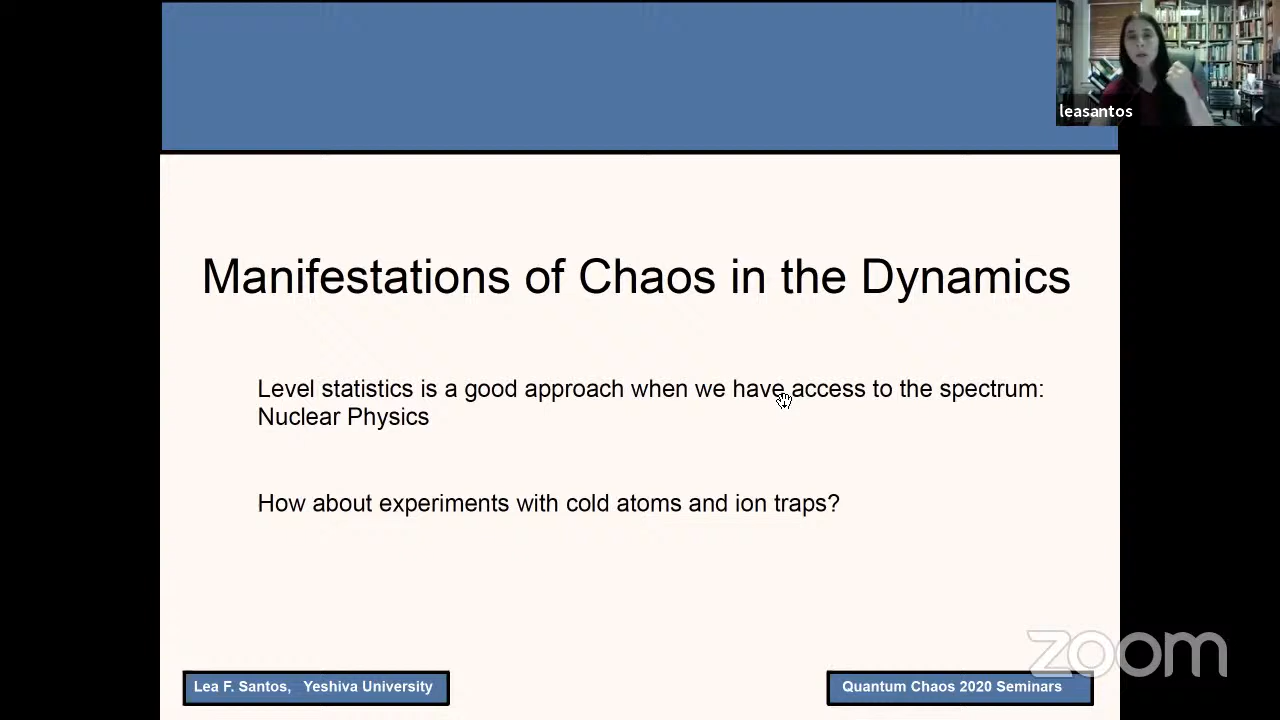 leasantos
Manifestations of Chaos in the Dynamics
Level statistics is a good approach when we have access to the spectrum:
Nuclear Physics
How about experiments with cold atoms and ion traps?
zoom
Lea F. Santos, Yeshiva University
Quantum Chaos 2020 Seminars